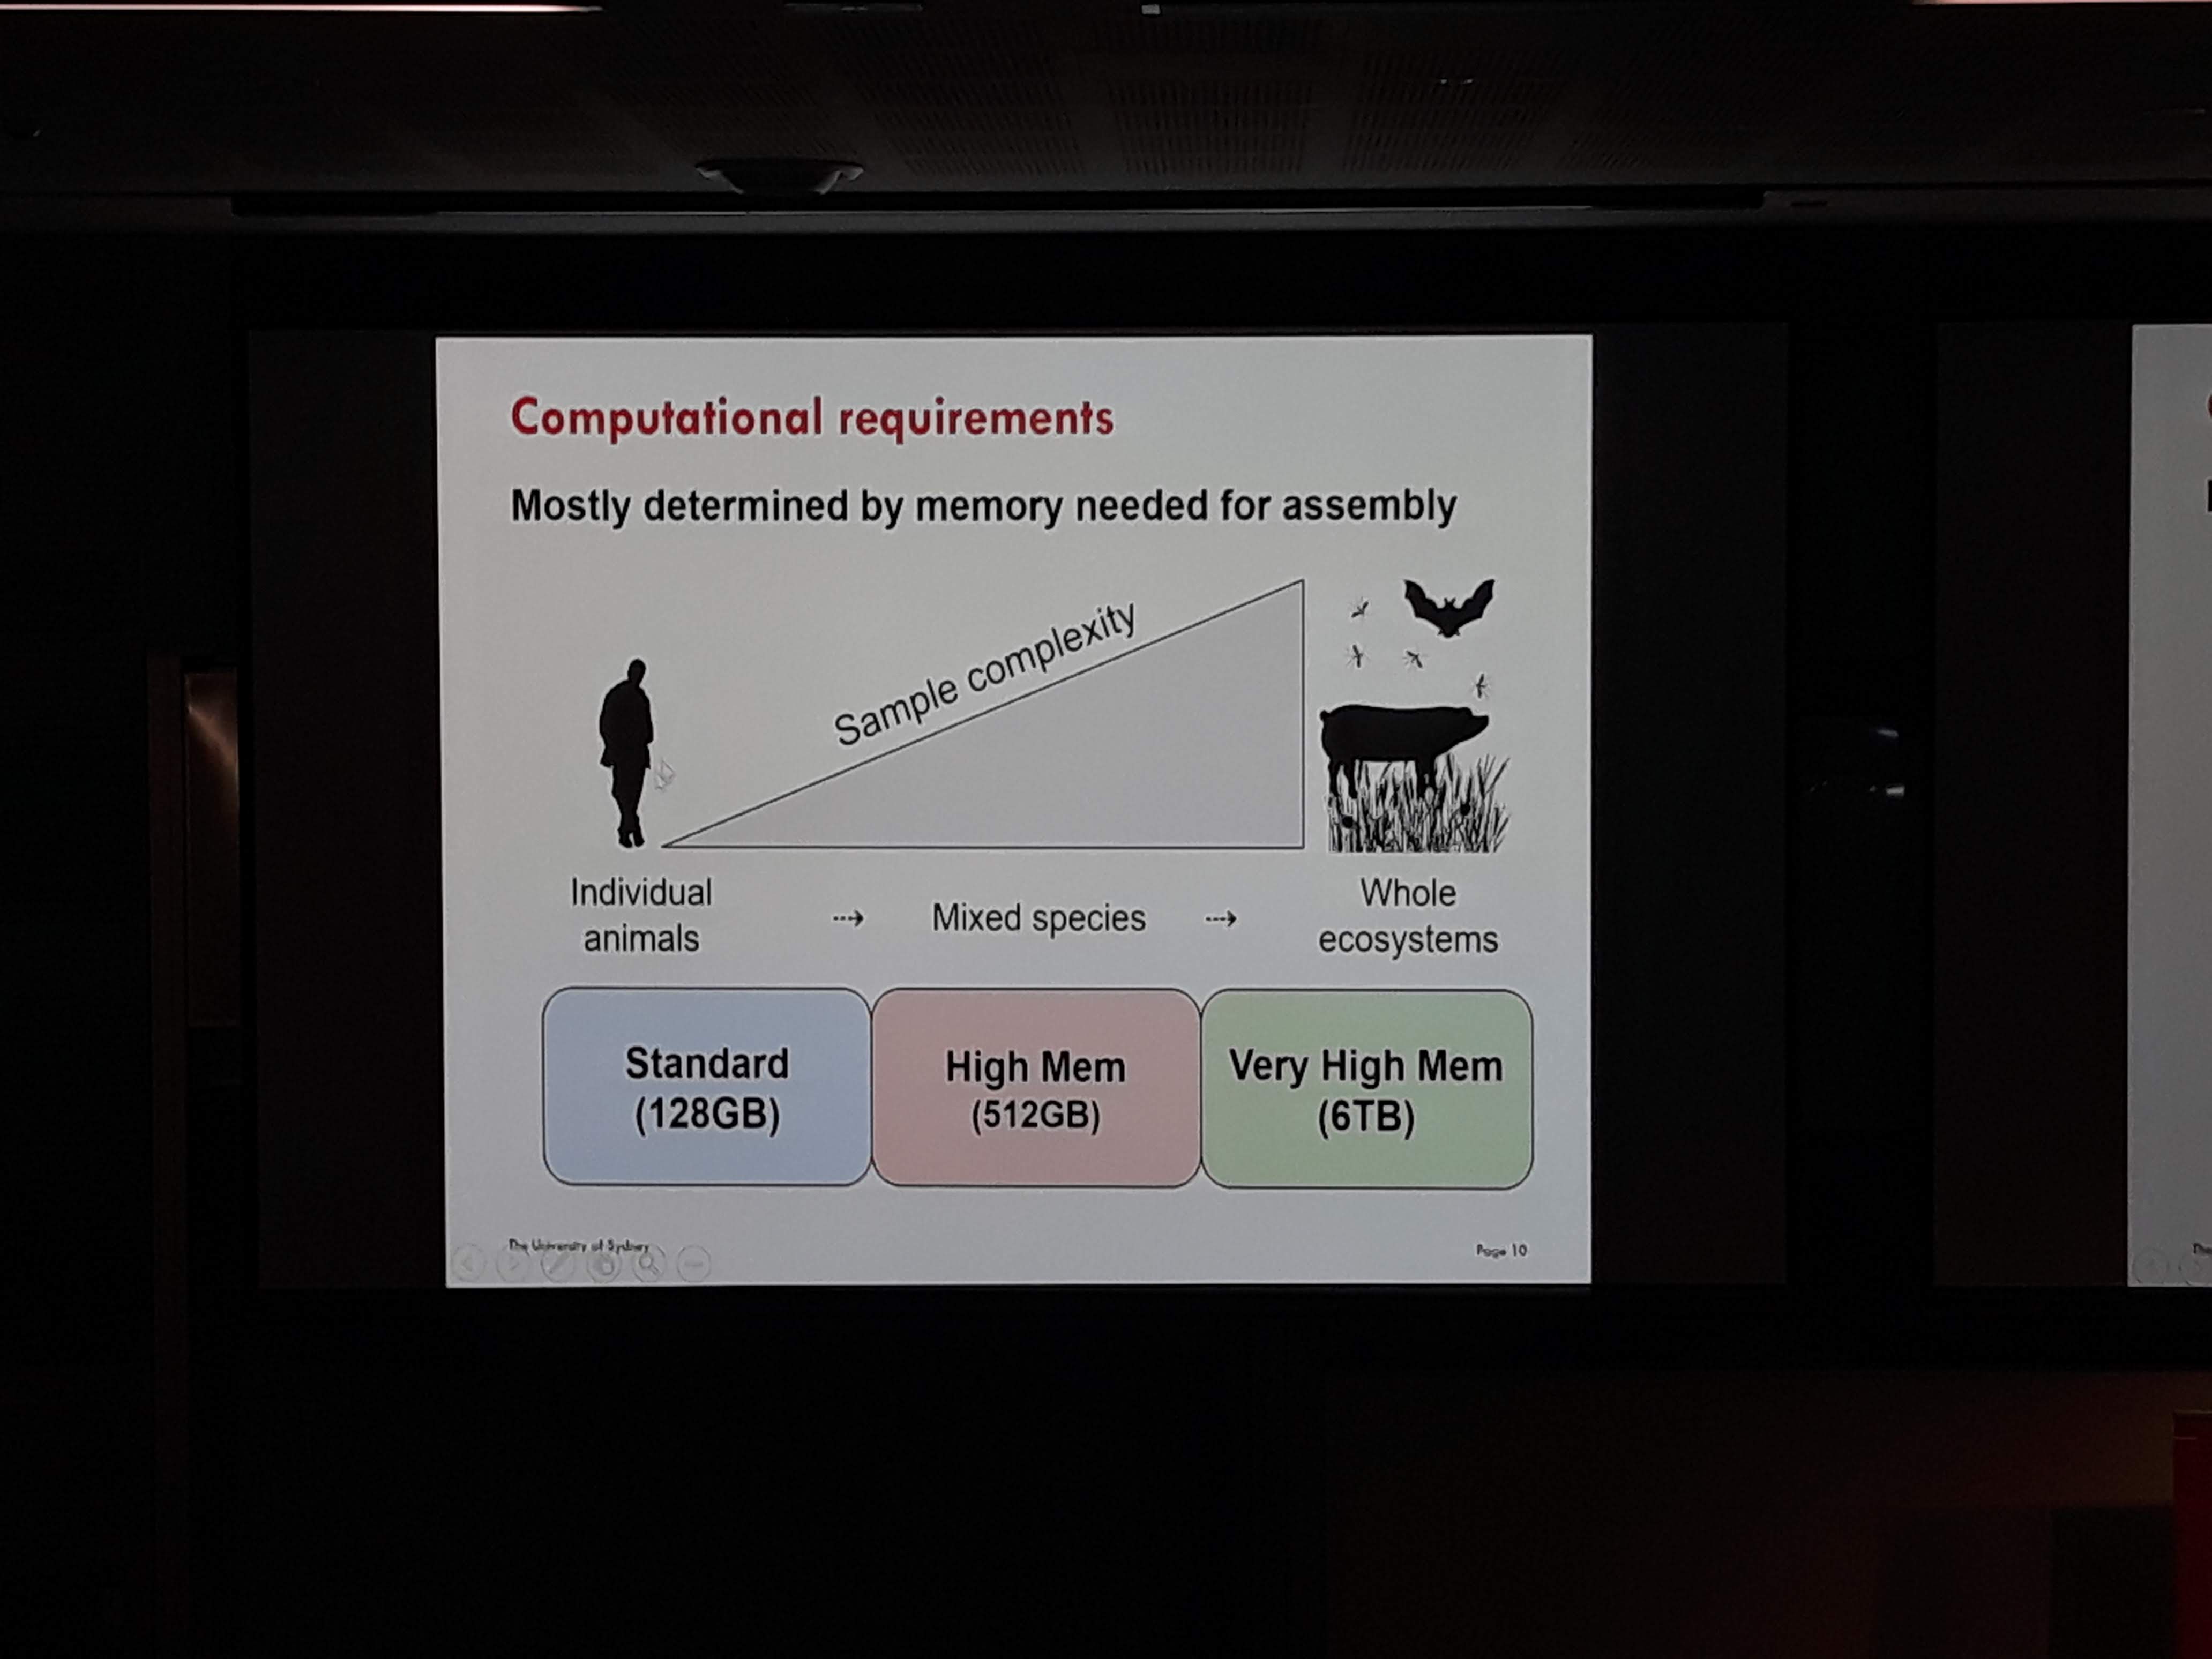 Computational requirements
Mostly determined by memory needed for assembly
Sample complexity
Individual
animals
⤏ Mixed species ⤏
Whole
ecosystems
Standard
(128GB)
High Mem
(512GB)
Very High Mem
(6TB)
The University of Sydney
Page 10